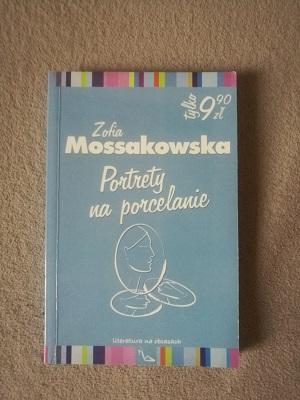 tylko
9 90 zł
Zofia
Mossakowska
Portrety
na porcelanie
Literatura na obcasach